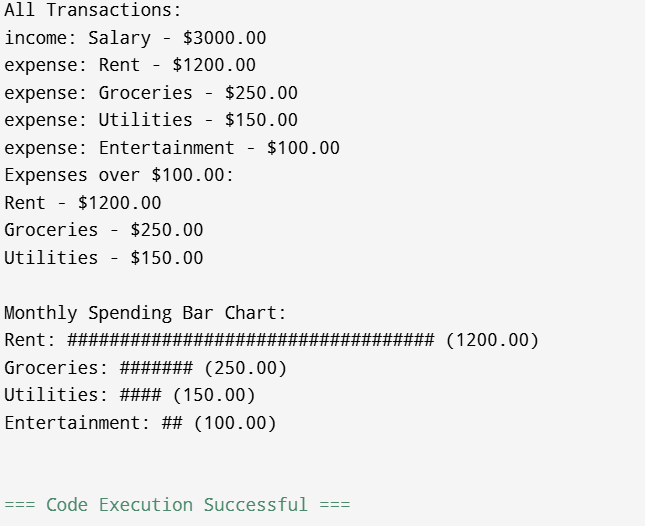 All Transactions:
income: Salary - $3000.00
expense: Rent - $1200.00
expense: Groceries - $250.00
expense: Utilities - $150.00
expense: Entertainment - $100.00
Expenses over $100.00:
Rent - $1200.00
Groceries - $250.00
Utilities - $150.00
Monthly Spending Bar Chart:
Rent: ################################### (1200.00)
Groceries: ####### (250.00)
Utilities: #### (150.00)
Entertainment: ## (100.00)
=== Code Execution Successful ===